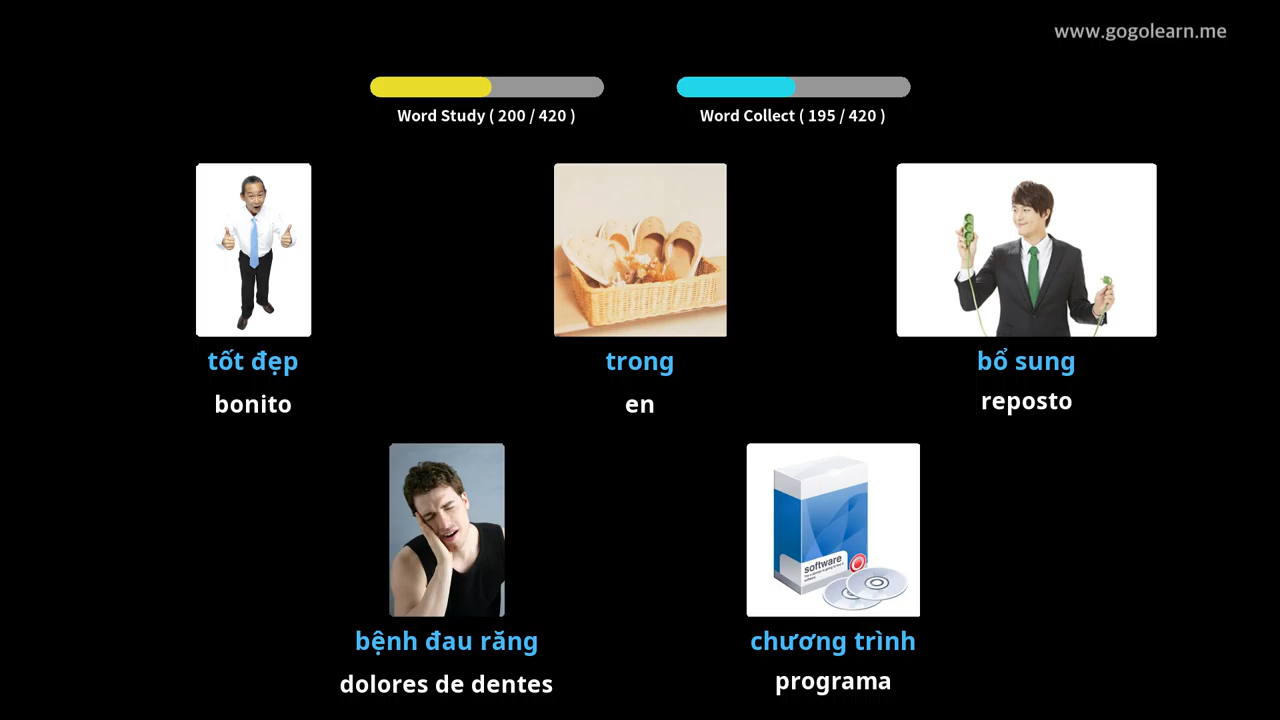 www.gogolearn.me
Word Study ( 200 / 420 )
Word Collect ( 195 / 420 )
tốt đẹp
bonito
trong
en
bổ sung
reposto
software
bệnh đau răng
dolores de dentes
chương trình
programa